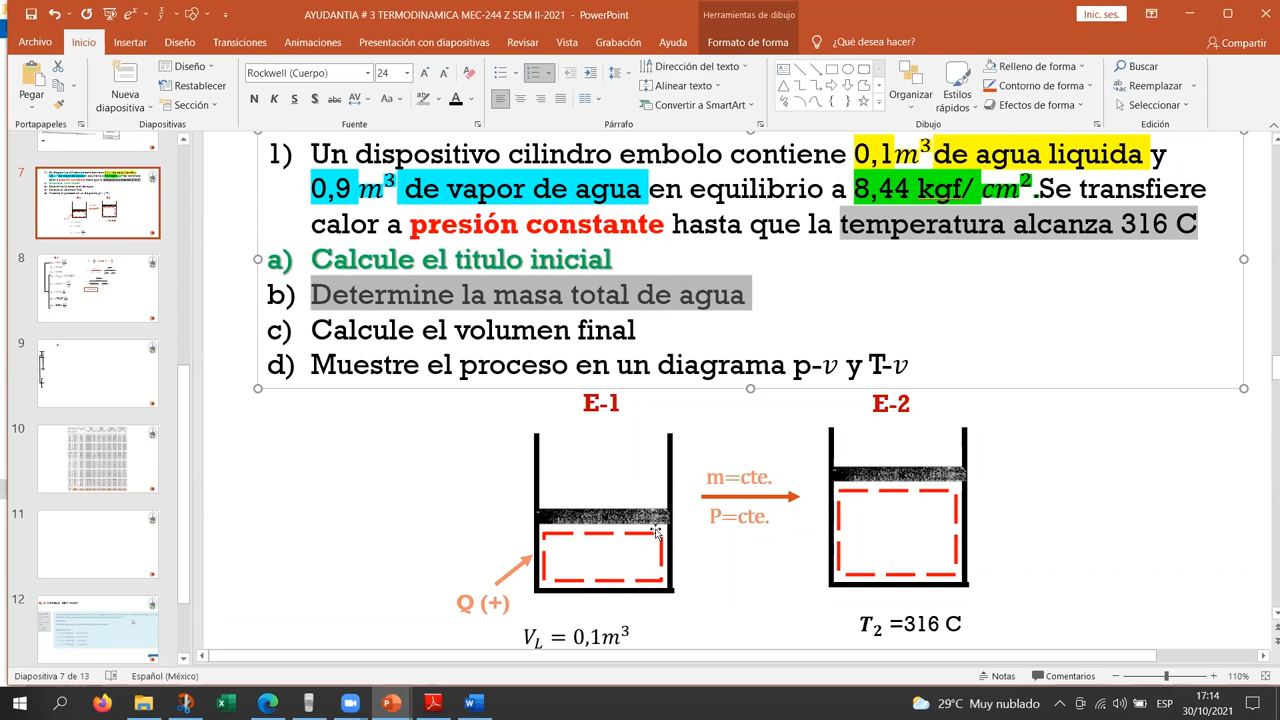 AYUDANTIA # 3 TERMODINAMICA MEC-244 Z SEM II-2021 - PowerPoint
Herramientas de dibujo
Inic. ses.
Archivo Inicio Insertar Diseño Transiciones Animaciones Presentación con diapositivas Revisar Vista Grabación Ayuda Formato de forma ¿Qué desea hacer? Compartir
Pegar
Nueva diapositiva
Diseño
Restablecer
Sección
Rockwell (Cuerpo) 24
N K S S abc AV Aa A
Dirección del texto
Alinear texto
Convertir a SmartArt
Organizar
Estilos rápidos
Relleno de forma
Contorno de forma
Efectos de forma
Buscar
Reemplazar
Seleccionar
Portapapeles Diapositivas Fuente Párrafo Dibujo Edición
1) Un dispositivo cilindro embolo contiene 0,1m³ de agua liquida y
0,9 m³ de vapor de agua en equilibrio a 8,44 kgf/ cm².Se transfiere
calor a presión constante hasta que la temperatura alcanza 316 C
a) Calcule el titulo inicial
b) Determine la masa total de agua
c) Calcule el volumen final
d) Muestre el proceso en un diagrama p-v y T-v
E-1 E-2
m=cte.
P=cte.
Q (+)
V_L = 0,1m³
T₂ =316 C
7
8
9
10
11
12
Diapositiva 7 de 13 Español (México) Notas Comentarios 110%
29°C Muy nublado ESP 17:14
30/10/2021